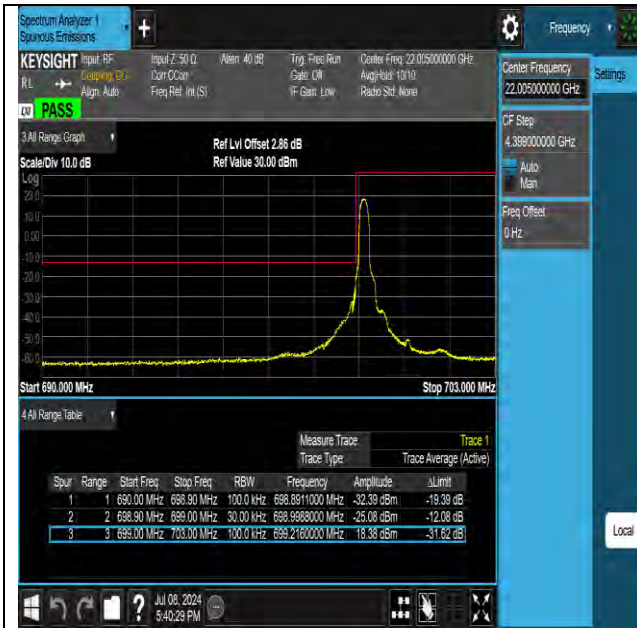 Spectrum Analyzer 1
Spurious Emissions
+
Frequency
KEYSIGHT Input: RF Input Z: 50 Ω Atten: 40 dB Trig: Free Run Center Freq: 22.005000000 GHz
RL Coupling: DC Corr CCorr Gate: Off Avg|Hold: 10/10
Align: Auto Freq Ref: Int (S) IF Gain: Low Radio Std: None
PASS
Center Frequency
22.005000000 GHz
Settings
CF Step
4.399000000 GHz
Auto
Man
Freq Offset
0 Hz
3 All Range Graph
Ref Lvl Offset 2.86 dB
Scale/Div 10.0 dB Ref Value 30.00 dBm
Log
20.0
10.0
0.00
-10.0
-20.0
-30.0
-40.0
-50.0
-60.0
Start 690.000 MHz Stop 703.000 MHz
4 All Range Table
Measure Trace Trace 1
Trace Type Trace Average (Active)
Spur Range Start Freq Stop Freq RBW Frequency Amplitude ΔLimit
1 1 690.00 MHz 698.90 MHz 100.0 kHz 698.8911000 MHz -32.39 dBm -19.39 dB
2 2 698.90 MHz 699.00 MHz 30.00 kHz 698.9988000 MHz -25.08 dBm -12.08 dB
3 3 699.00 MHz 703.00 MHz 100.0 kHz 699.2160000 MHz 18.38 dBm -31.62 dB
Local
?
Jul 08, 2024
5:40:29 PM